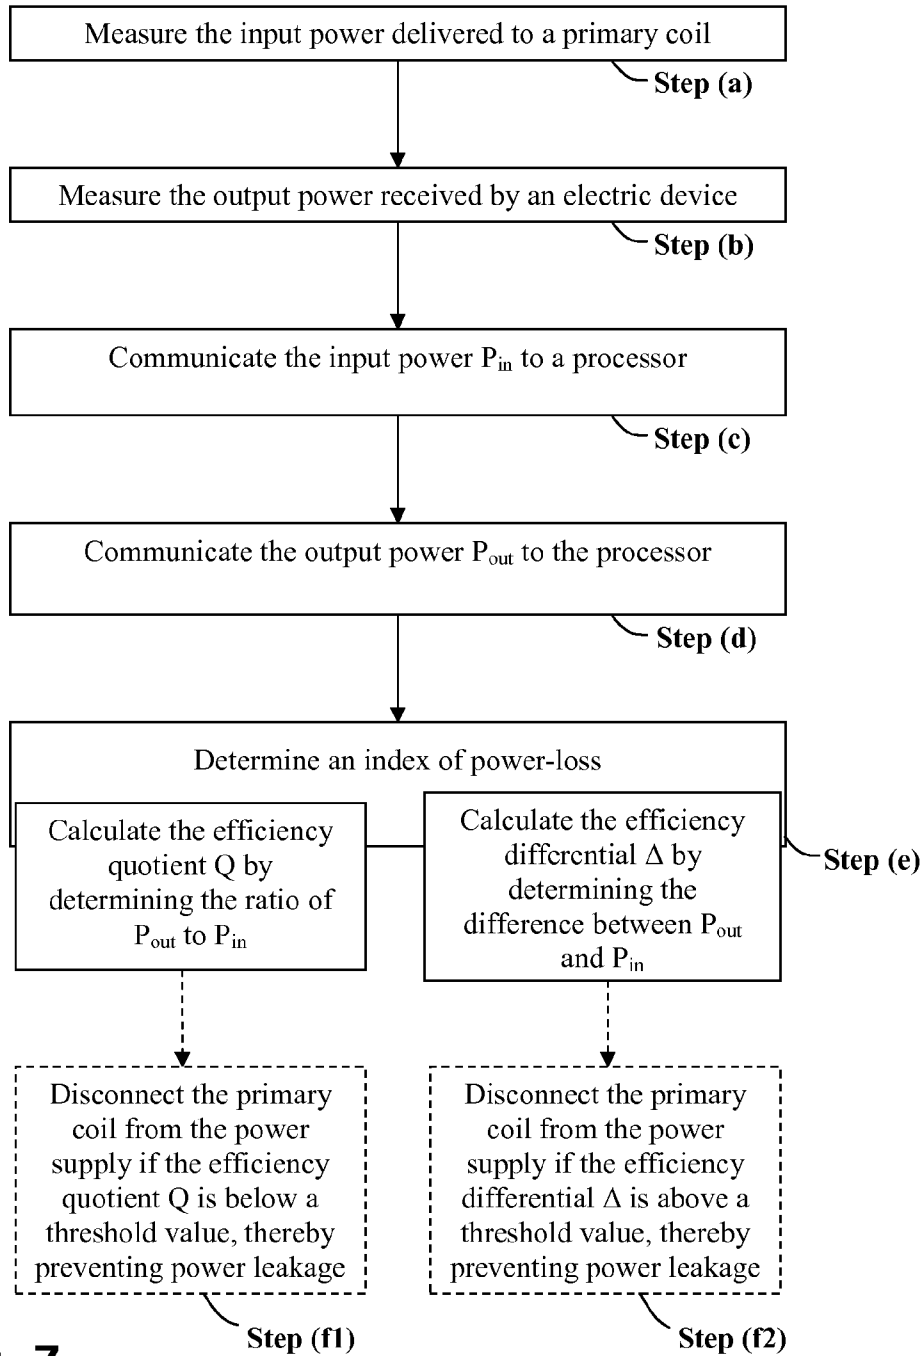 Measure the input power delivered to a primary coil
Step (a)
Measure the output power received by an electric device
Step (b)
Communicate the input power Pin to a processor
Step (c)
Communicate the output power Pout to the processor
Step (d)
Determine an index of power-loss
Calculate the efficiency
quotient Q by
determining the ratio of
Pout to Pin
Calculate the efficiency
differential Δ by
determining the
difference between Pout
and Pin
Step (e)
Disconnect the primary
coil from the power
supply if the efficiency
quotient Q is below a
threshold value, thereby
preventing power leakage
Step (f1)
Disconnect the primary
coil from the power
supply if the efficiency
differential Δ is above a
threshold value, thereby
preventing power leakage
Step (f2)